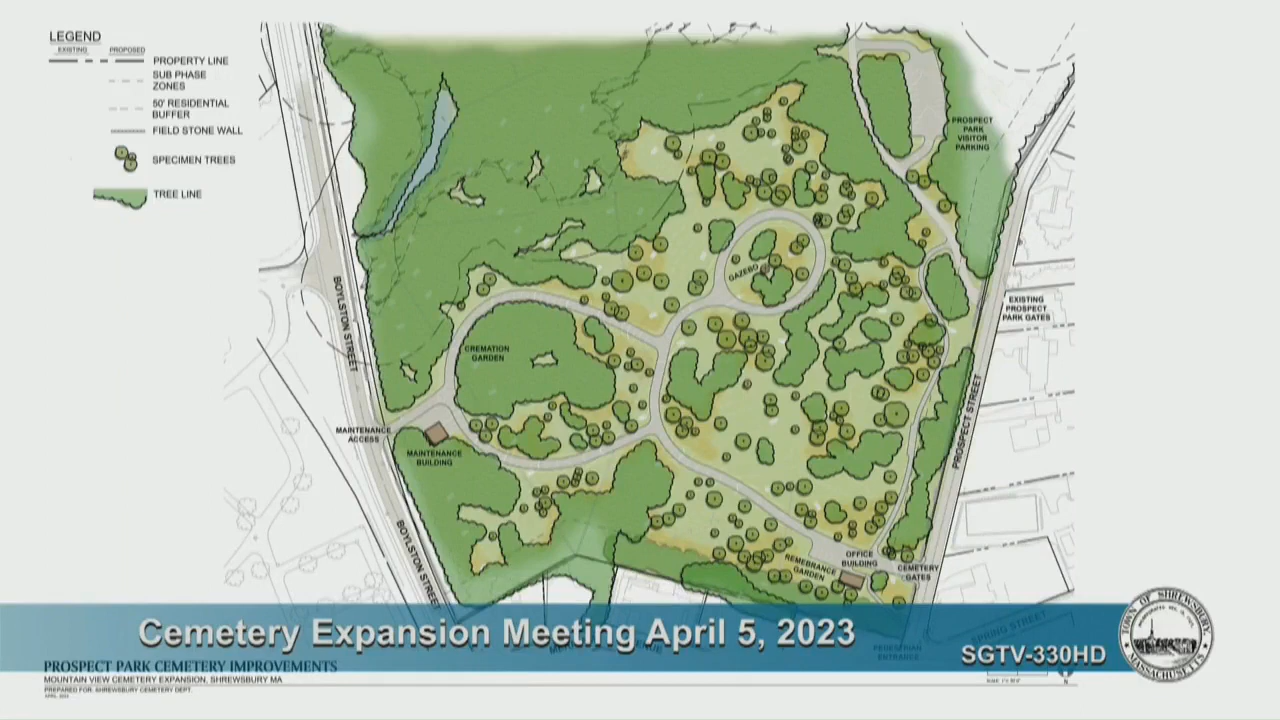 LEGEND
EXISTING PROPOSED
PROPERTY LINE
SUB PHASE
ZONES
50' RESIDENTIAL
BUFFER
FIELD STONE WALL
SPECIMEN TREES
TREE LINE
PROSPECT
PARK
VISITOR
PARKING
GAZEBO
BOYLSTON STREET
EXISTING
PROSPECT
PARK GATES
CREMATION
GARDEN
MAINTENANCE
ACCESS
MAINTENANCE
BUILDING
PROSPECT STREET
BOYLSTON STREET
OFFICE
BUILDING
REMEBRANCE
GARDEN
CEMETERY
GATES
SPRING STREET
PEDESTRIAN
ENTRANCE
Cemetery Expansion Meeting April 5, 2023
SGTV-330HD
TOWN OF SHREWSBURY,
MASSACHUSETTS
PROSPECT PARK CEMETERY IMPROVEMENTS
MOUNTAIN VIEW CEMETERY EXPANSION, SHREWSBURY MA
PREPARED FOR: SHREWSBURY CEMETERY DEPT.
N